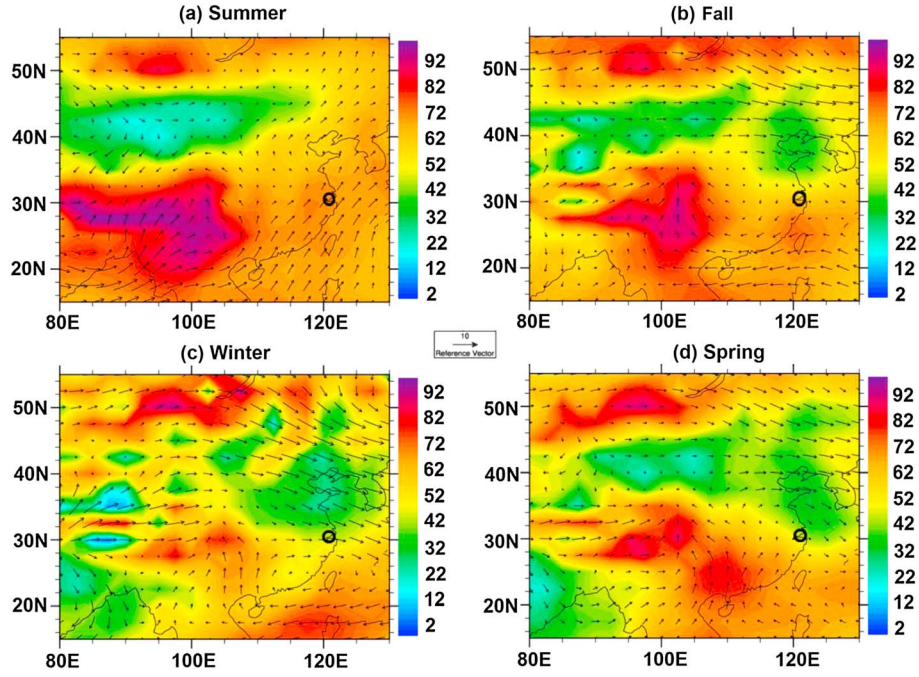 (a) Summer
50N
40N
30N
20N
80E 100E 120E
92
82
72
62
52
42
32
22
12
2
(b) Fall
50N
40N
30N
20N
80E 100E 120E
92
82
72
62
52
42
32
22
12
2
10
Reference Vector
(c) Winter
50N
40N
30N
20N
80E 100E 120E
92
82
72
62
52
42
32
22
12
2
(d) Spring
50N
40N
30N
20N
80E 100E 120E
92
82
72
62
52
42
32
22
12
2